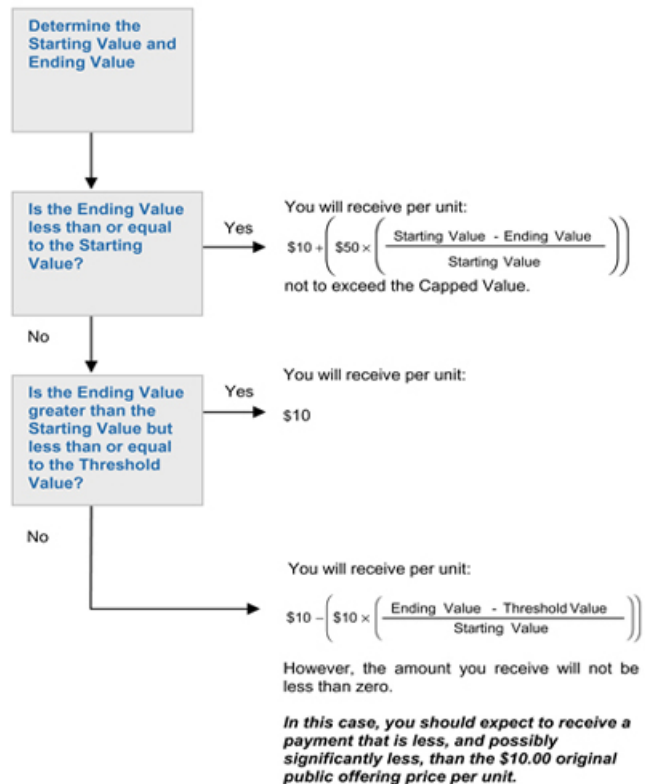 Determine the
Starting Value and
Ending Value
Is the Ending Value
less than or equal
to the Starting
Value?
Yes
You will receive per unit:
$10 + ( $50 × ( Starting Value - Ending Value
Starting Value ) )
not to exceed the Capped Value.
No
Is the Ending Value
greater than the
Starting Value but
less than or equal
to the Threshold
Value?
Yes
You will receive per unit:
$10
No
You will receive per unit:
$10 – ( $10 × ( Ending Value - Threshold Value
Starting Value ) )
However, the amount you receive will not be
less than zero.
In this case, you should expect to receive a
payment that is less, and possibly
significantly less, than the $10.00 original
public offering price per unit.